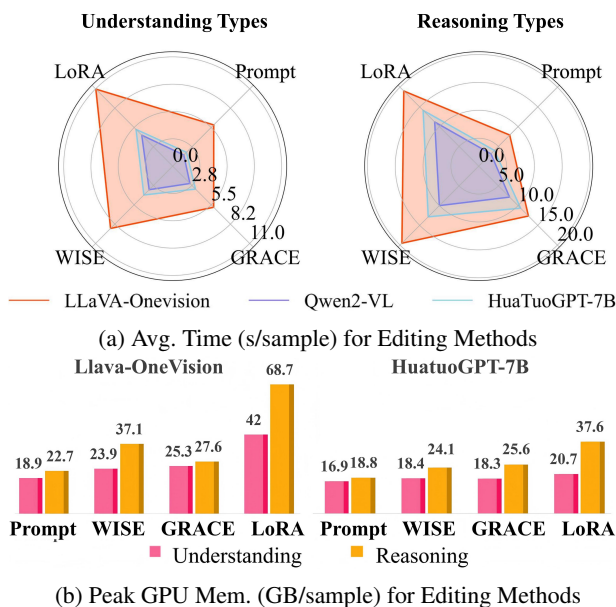 Understanding Types Reasoning Types
LoRA Prompt LoRA Prompt
0.0 0.0
2.8 5.0
5.5 10.0
8.2 15.0
11.0 20.0
WISE GRACE WISE GRACE
LLaVA-Onevision Qwen2-VL HuaTuoGPT-7B
(a) Avg. Time (s/sample) for Editing Methods
Llava-OneVision HuatuoGPT-7B
18.9 22.7 23.9 37.1 25.3 27.6 42 68.7 16.9 18.8 18.4 24.1 18.3 25.6 20.7 37.6
Prompt WISE GRACE LoRA Prompt WISE GRACE LoRA
Understanding Reasoning
(b) Peak GPU Mem. (GB/sample) for Editing Methods